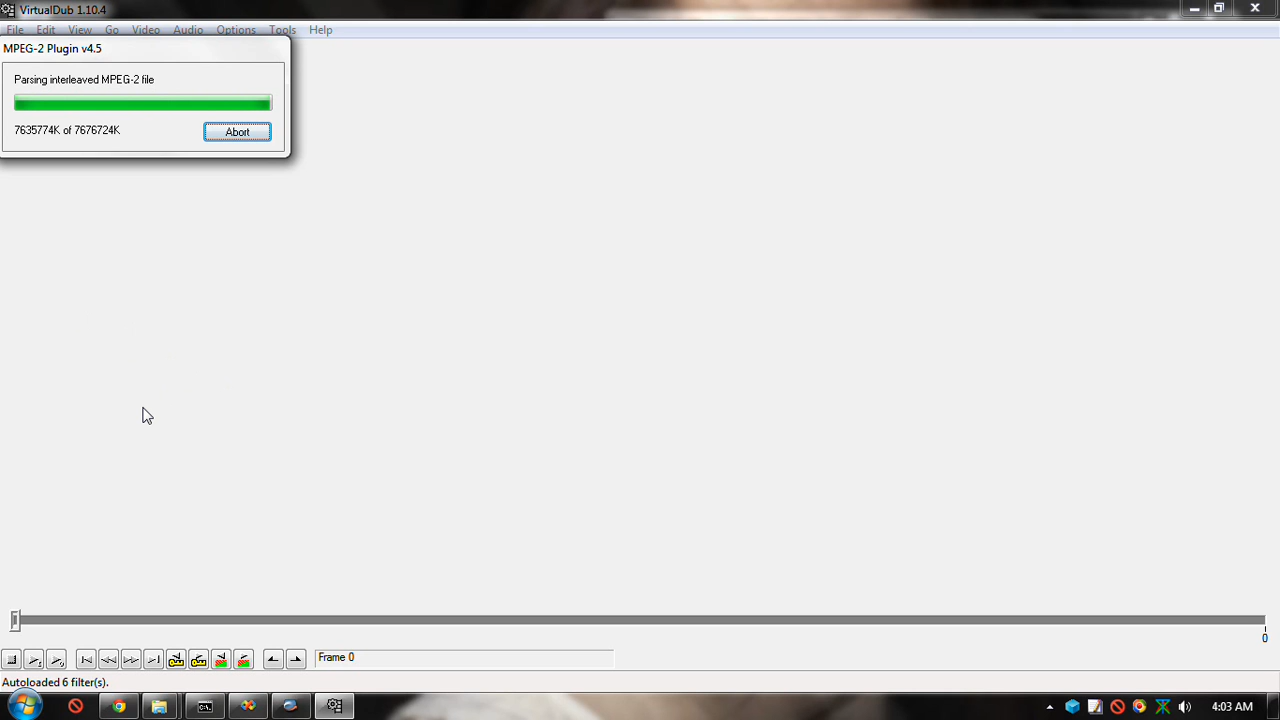 VirtualDub 1.10.4
File Edit View Go Video Audio Options Tools Help
MPEG-2 Plugin v4.5
Parsing interleaved MPEG-2 file
7635774K of 7676724K
Abort
0
Frame 0
Autoloaded 6 filter(s).
4:03 AM